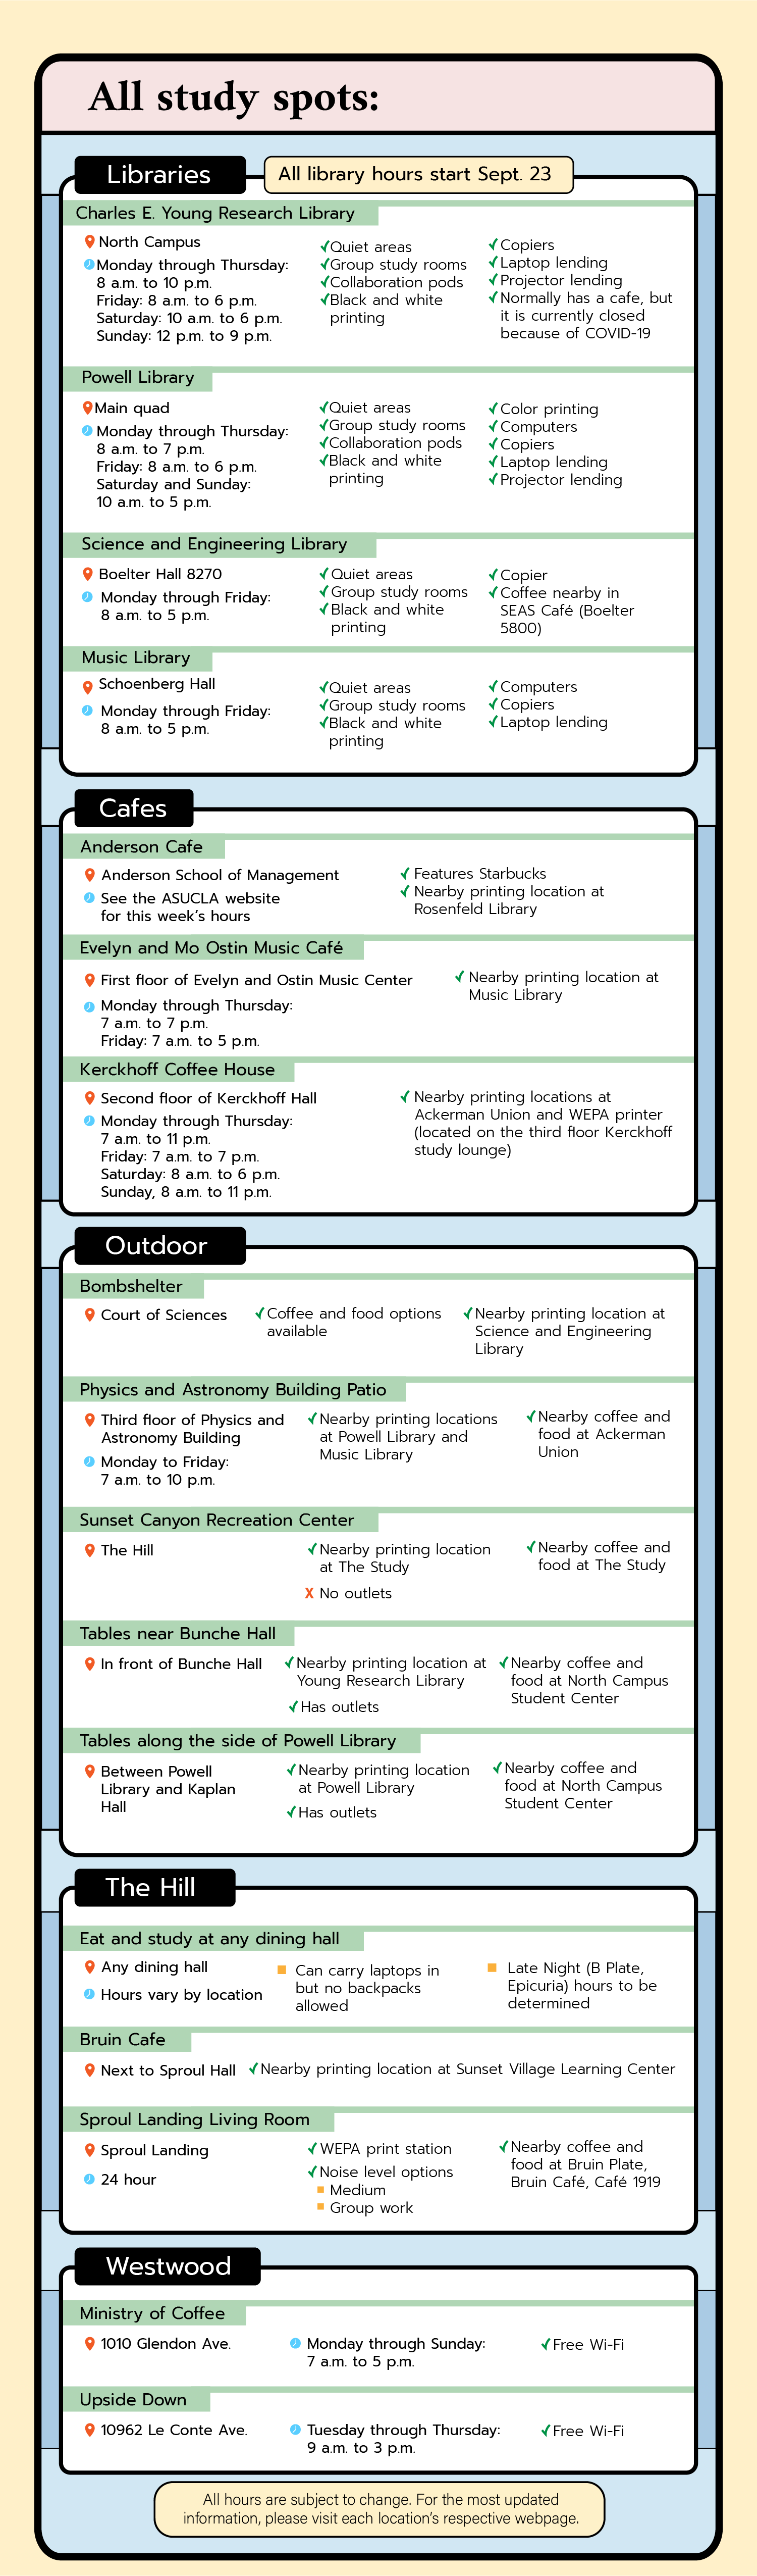 All study spots:
Libraries
All library hours start Sept. 23
Charles E. Young Research Library
North Campus
Monday through Thursday:
8 a.m. to 10 p.m.
Friday: 8 a.m. to 6 p.m.
Saturday: 10 a.m. to 6 p.m.
Sunday: 12 p.m. to 9 p.m.
Quiet areas
Group study rooms
Collaboration pods
Black and white
printing
Copiers
Laptop lending
Projector lending
Normally has a cafe, but
it is currently closed
because of COVID-19
Powell Library
Main quad
Monday through Thursday:
8 a.m. to 7 p.m.
Friday: 8 a.m. to 6 p.m.
Saturday and Sunday:
10 a.m. to 5 p.m.
Quiet areas
Group study rooms
Collaboration pods
Black and white
printing
Color printing
Computers
Copiers
Laptop lending
Projector lending
Science and Engineering Library
Boelter Hall 8270
Monday through Friday:
8 a.m. to 5 p.m.
Quiet areas
Group study rooms
Black and white
printing
Copier
Coffee nearby in
SEAS Café (Boelter
5800)
Music Library
Schoenberg Hall
Monday through Friday:
8 a.m. to 5 p.m.
Quiet areas
Group study rooms
Black and white
printing
Computers
Copiers
Laptop lending
Cafes
Anderson Cafe
Anderson School of Management
See the ASUCLA website
for this week's hours
Features Starbucks
Nearby printing location at
Rosenfeld Library
Evelyn and Mo Ostin Music Café
First floor of Evelyn and Ostin Music Center
Monday through Thursday:
7 a.m. to 7 p.m.
Friday: 7 a.m. to 5 p.m.
Nearby printing location at
Music Library
Kerckhoff Coffee House
Second floor of Kerckhoff Hall
Monday through Thursday:
7 a.m. to 11 p.m.
Friday: 7 a.m. to 7 p.m.
Saturday: 8 a.m. to 6 p.m.
Sunday, 8 a.m. to 11 p.m.
Nearby printing locations at
Ackerman Union and WEPA printer
(located on the third floor Kerckhoff
study lounge)
Outdoor
Bombshelter
Court of Sciences
Coffee and food options
available
Nearby printing location at
Science and Engineering
Library
Physics and Astronomy Building Patio
Third floor of Physics and
Astronomy Building
Monday to Friday:
7 a.m. to 10 p.m.
Nearby printing locations
at Powell Library and
Music Library
Nearby coffee and
food at Ackerman
Union
Sunset Canyon Recreation Center
The Hill
Nearby printing location
at The Study
X No outlets
Nearby coffee and
food at The Study
Tables near Bunche Hall
In front of Bunche Hall
Nearby printing location at
Young Research Library
Has outlets
Nearby coffee and
food at North Campus
Student Center
Tables along the side of Powell Library
Between Powell
Library and Kaplan
Hall
Nearby printing location
at Powell Library
Has outlets
Nearby coffee and
food at North Campus
Student Center
The Hill
Eat and study at any dining hall
Any dining hall
Hours vary by location
Can carry laptops in
but no backpacks
allowed
Late Night (B Plate,
Epicuria) hours to be
determined
Bruin Cafe
Next to Sproul Hall
Nearby printing location at Sunset Village Learning Center
Sproul Landing Living Room
Sproul Landing
24 hour
WEPA print station
Noise level options
Medium
Group work
Nearby coffee and
food at Bruin Plate,
Bruin Café, Café 1919
Westwood
Ministry of Coffee
1010 Glendon Ave.
Monday through Sunday:
7 a.m. to 5 p.m.
Free Wi-Fi
Upside Down
10962 Le Conte Ave.
Tuesday through Thursday:
9 a.m. to 3 p.m.
Free Wi-Fi
All hours are subject to change. For the most updated
information, please visit each location's respective webpage.